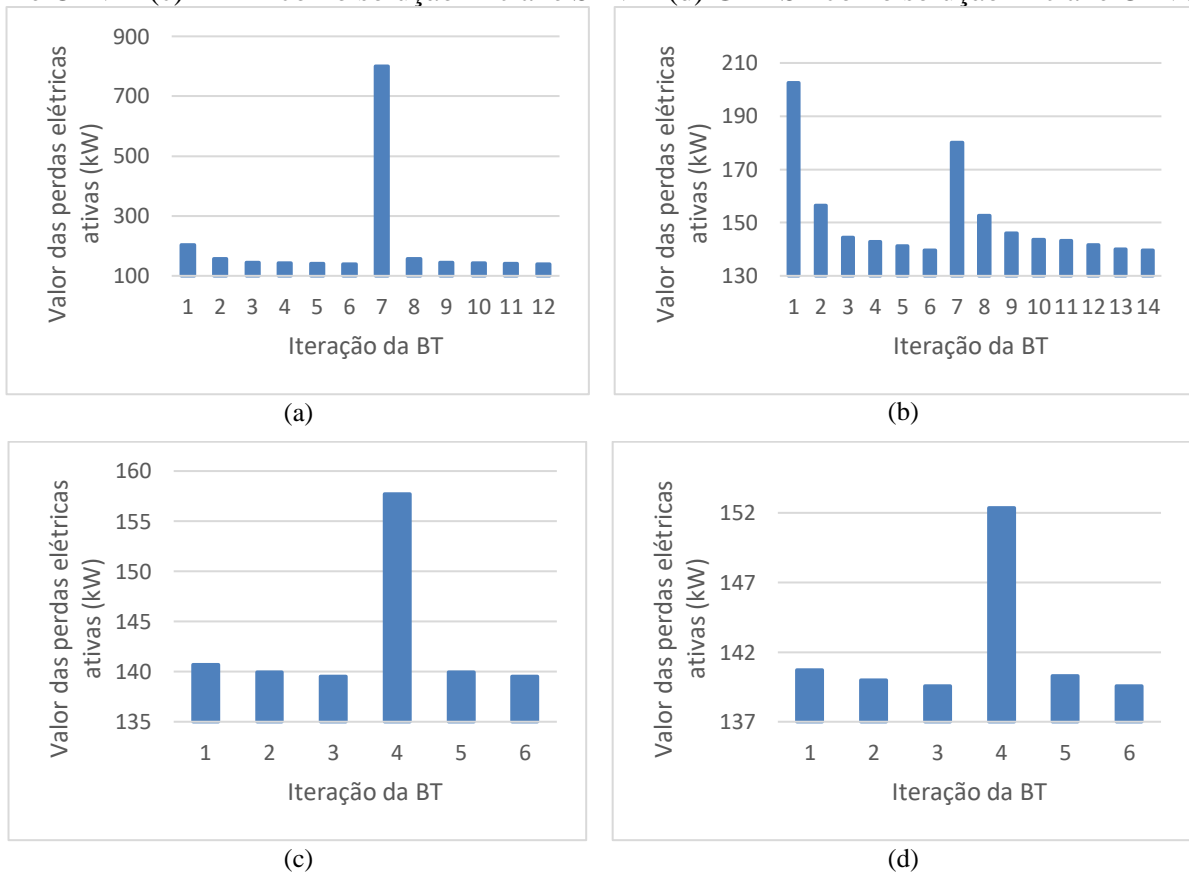 (a)
Valor das perdas elétricas
ativas (kW)
900
700
500
300
100
1 2 3 4 5 6 7 8 9 10 11 12
Iteração da BT
(a)
Valor das perdas elétricas
ativas (kW)
210
190
170
150
130
1 2 3 4 5 6 7 8 9 10 11 12 13 14
Iteração da BT
(b)
Valor das perdas elétricas
ativas (kW)
160
155
150
145
140
135
1 2 3 4 5 6
Iteração da BT
(c)
Valor das perdas elétricas
ativas (kW)
152
147
142
137
1 2 3 4 5 6
Iteração da BT
(d)